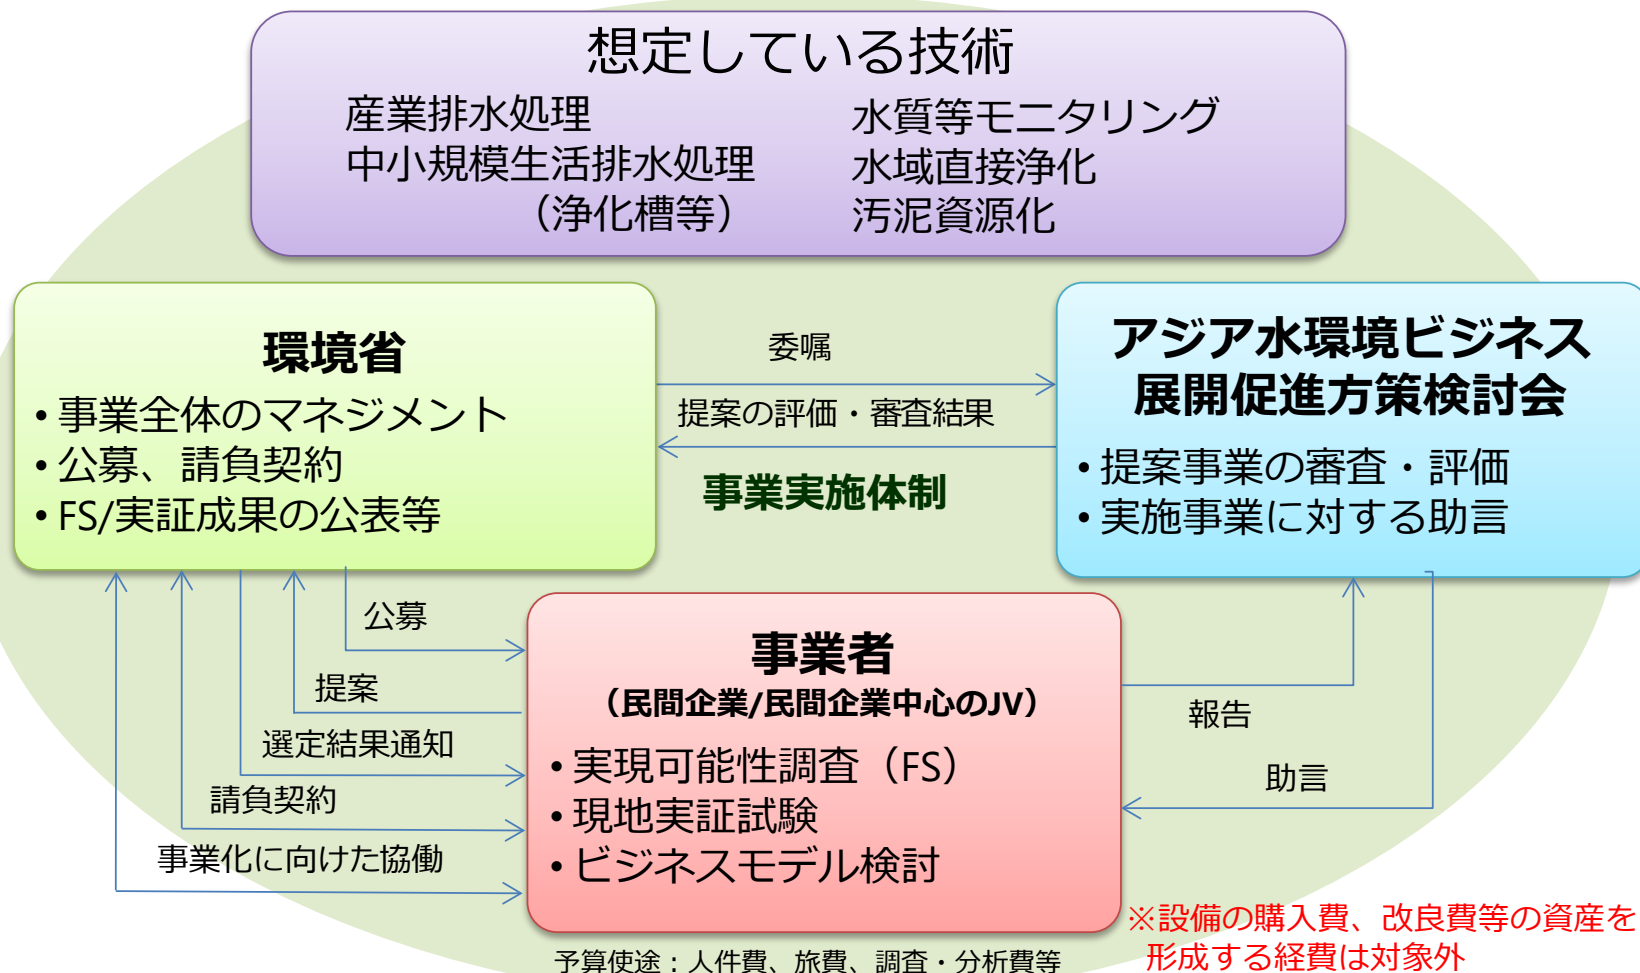 想定している技術
産業排水処理
中小規模生活排水処理
（浄化槽等）
水質等モニタリング
水域直接浄化
汚泥資源化
環境省
• 事業全体のマネジメント
• 公募、請負契約
• FS/実証成果の公表等
委嘱
提案の評価・審査結果
事業実施体制
アジア水環境ビジネス
展開促進方策検討会
• 提案事業の審査・評価
• 実施事業に対する助言
公募
提案
選定結果通知
請負契約
事業化に向けた協働
事業者
（民間企業/民間企業中心のJV）
• 実現可能性調査（FS）
• 現地実証試験
• ビジネスモデル検討
報告
助言
※設備の購入費、改良費等の資産を
形成する経費は対象外
予算使途：人件費、旅費、調査・分析費等